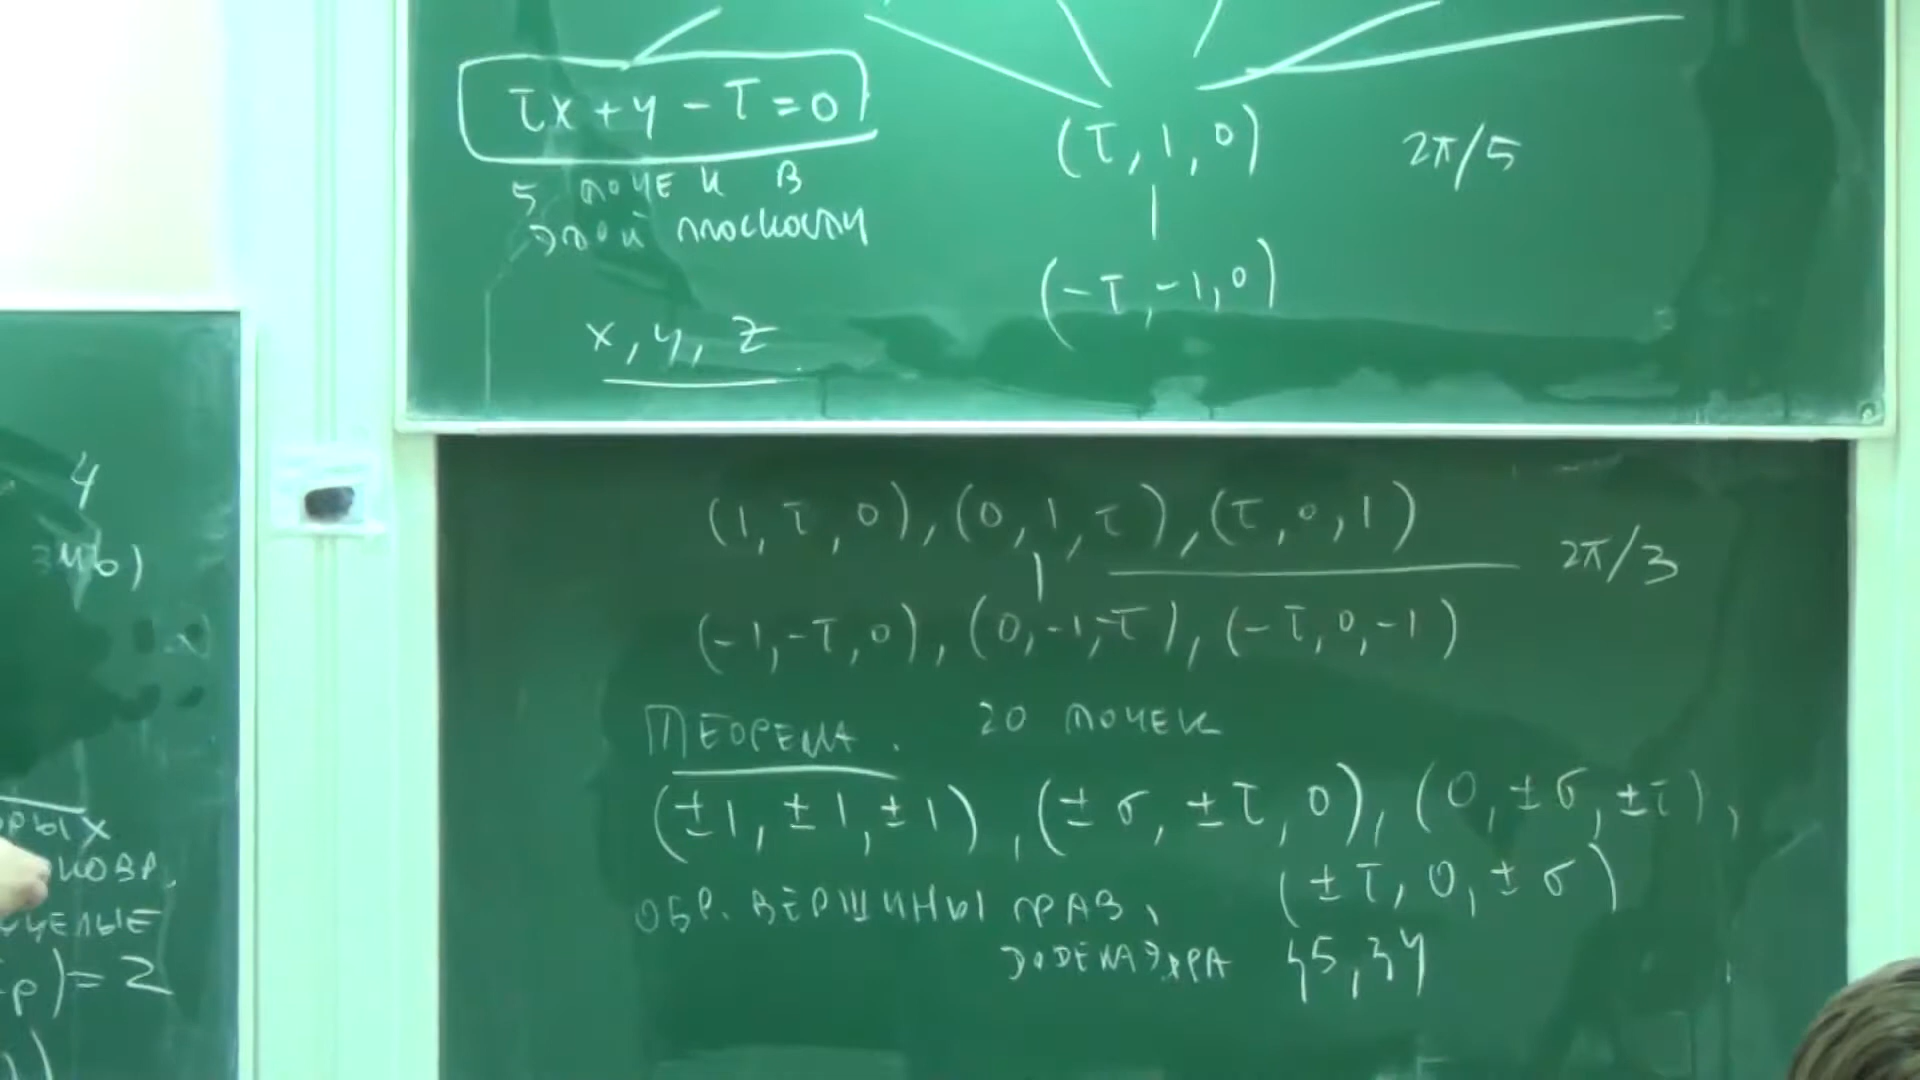 τx + y - τ = 0
5 точек в
этой плоскости
x, y, z
(τ, 1, 0)
2π/5
(-τ, -1, 0)
(1, τ, 0), (0, 1, τ), (τ, 0, 1)
2π/3
(-1, -τ, 0), (0, -1, -τ), (-τ, 0, -1)
ТЕОРЕМА. 20 точек
(±1, ±1, ±1), (±σ, ±τ, 0), (0, ±σ, ±τ),
(±τ, 0, ±σ)
ОБР. ВЕРШИНЫ ПРАВ.
ДОДЕКАЭДРА {5, 3}
4
) = 2